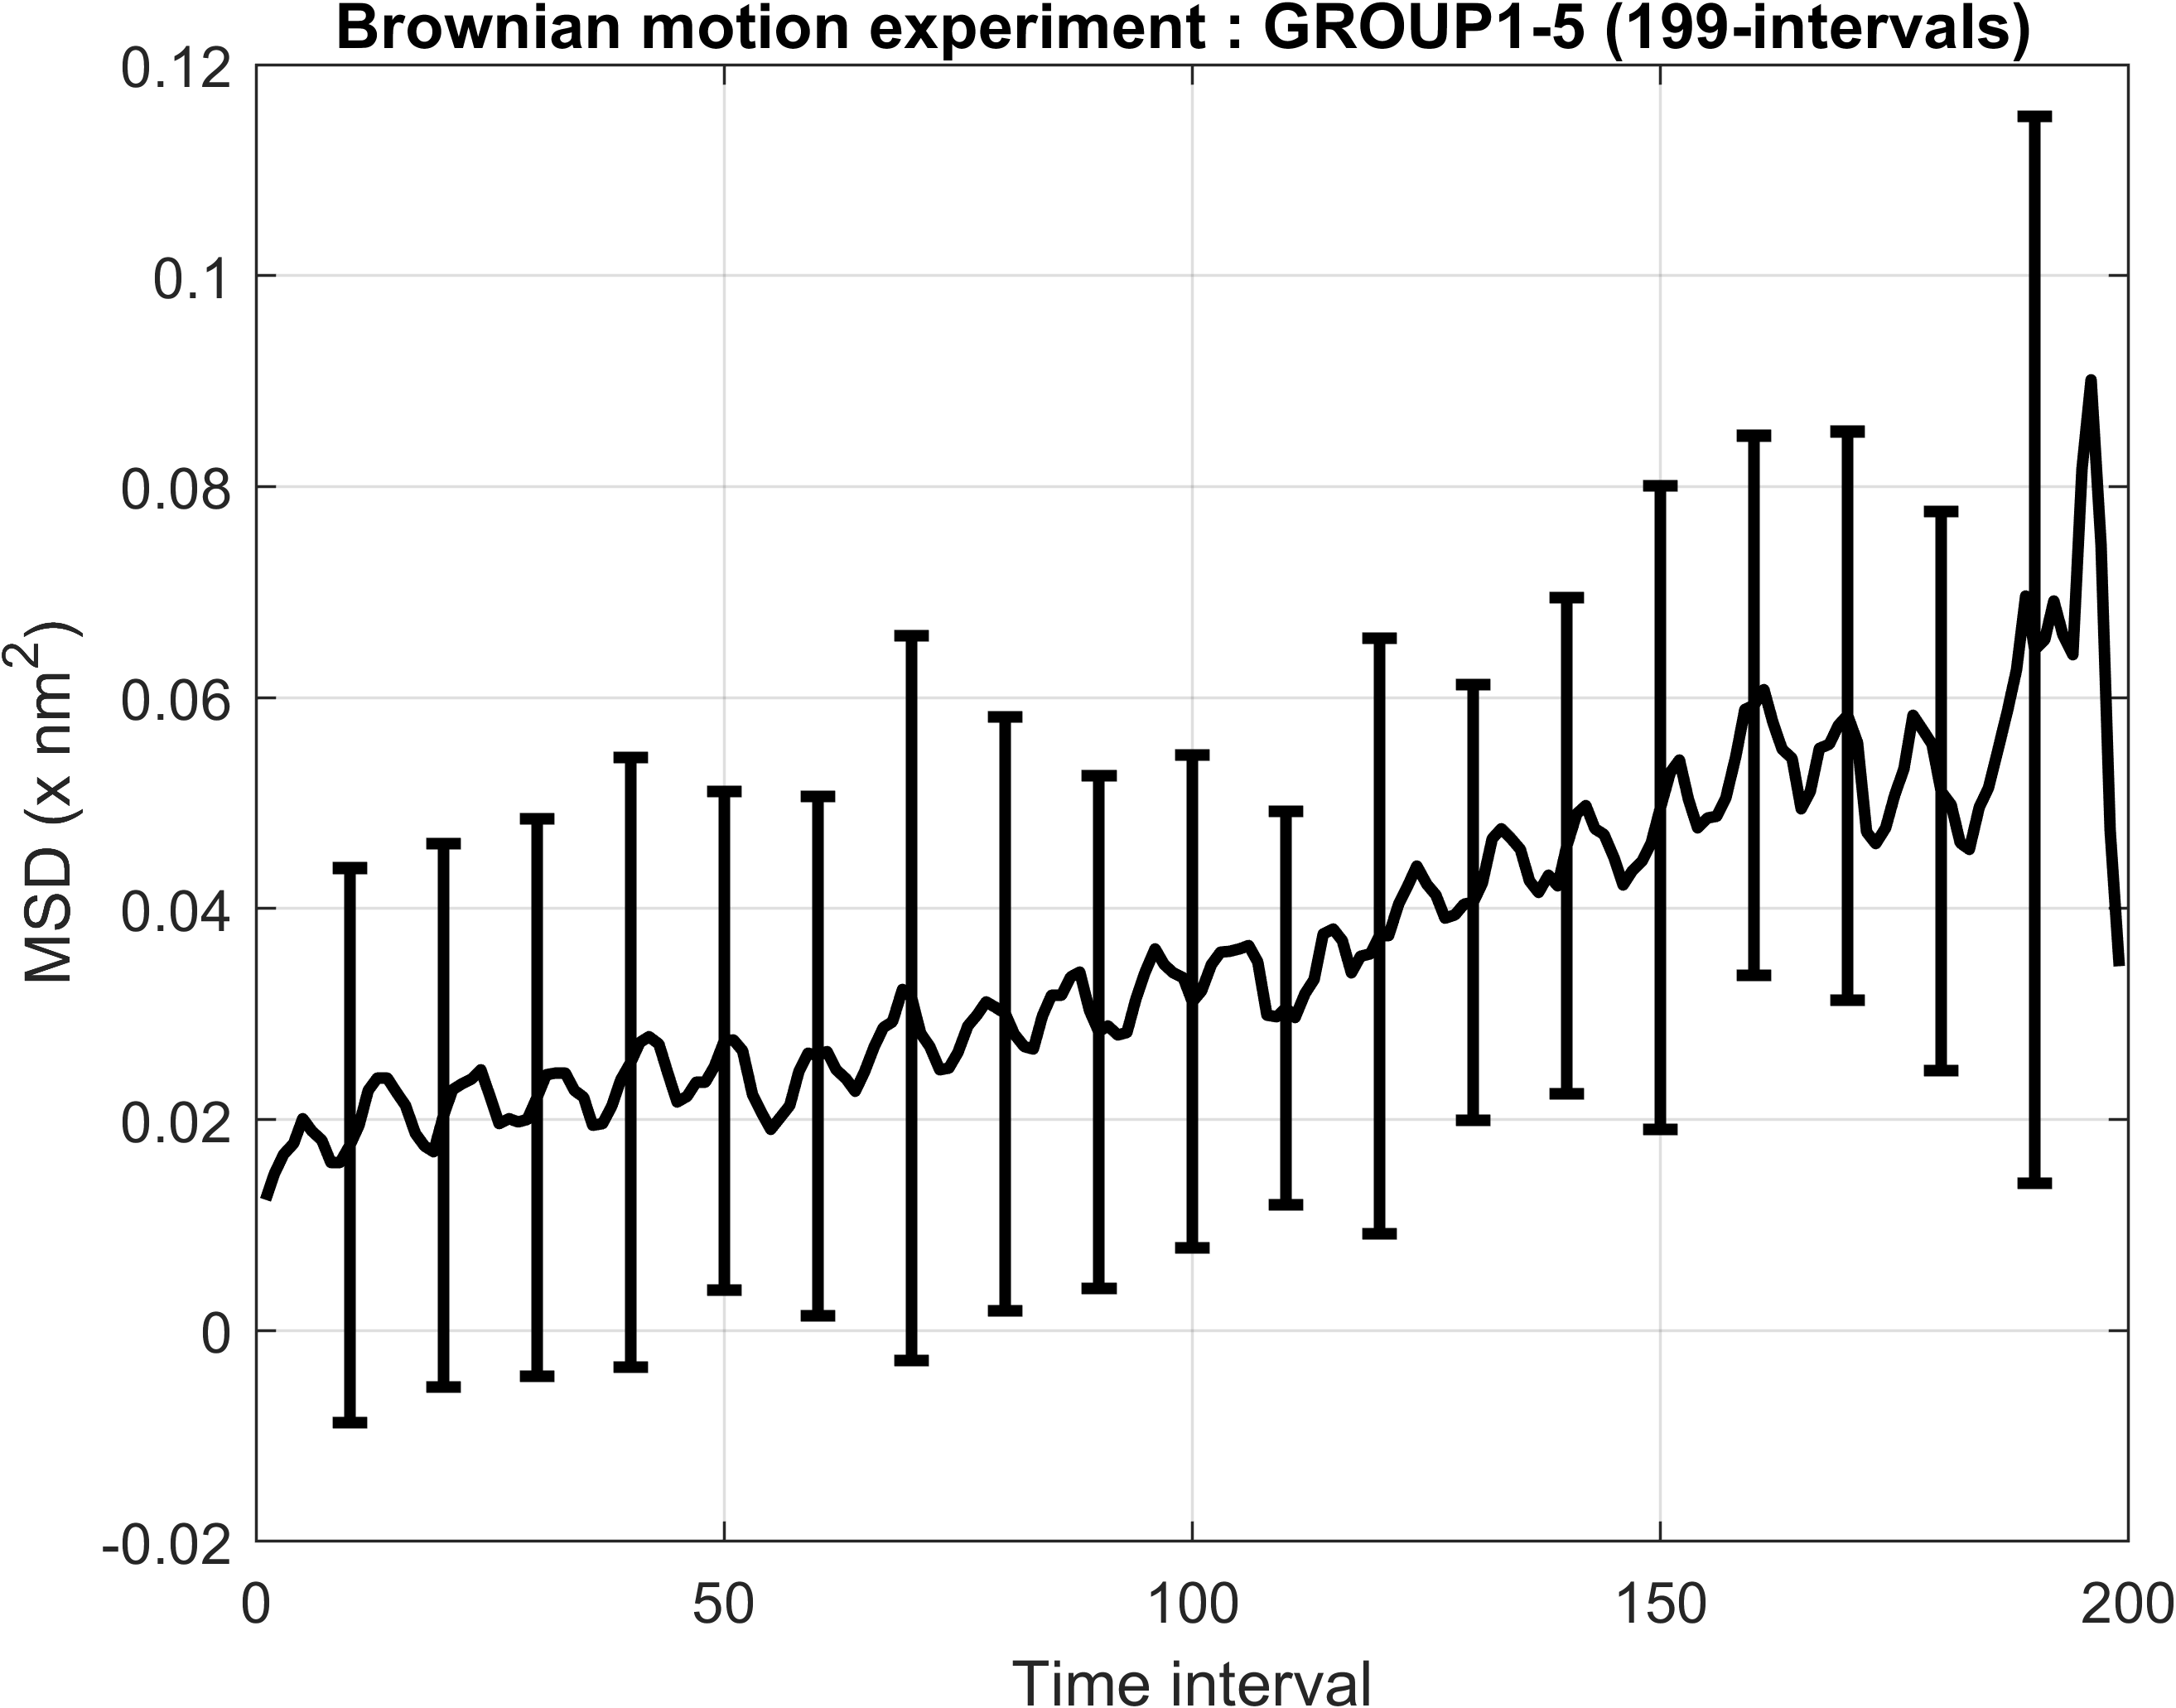 Brownian motion experiment : GROUP1-5 (199-intervals)
0.12
0.1
0.08
0.06
0.04
0.02
0
-0.02
MSD (x nm²)
0 50 100 150 200
Time interval